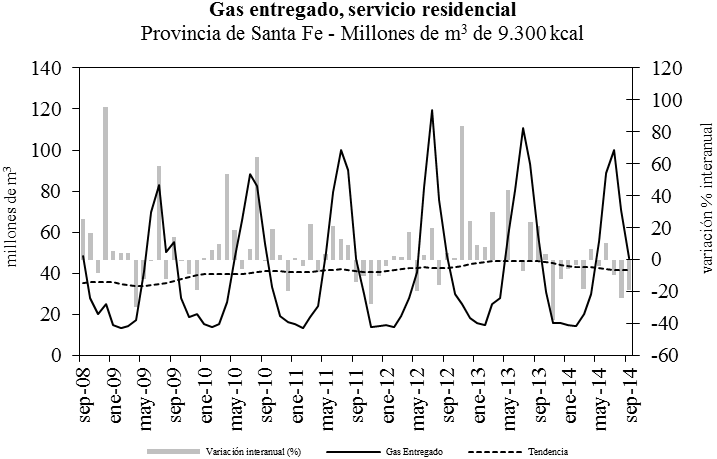 Gas entregado, servicio residencial
Provincia de Santa Fe - Millones de m³ de 9.300 kcal
140
120
100
80
60
40
20
0
millones de m³
120
100
80
60
40
20
0
-20
-40
-60
variación % interanual
sep-08
ene-09
may-09
sep-09
ene-10
may-10
sep-10
ene-11
may-11
sep-11
ene-12
may-12
sep-12
ene-13
may-13
sep-13
ene-14
may-14
sep-14
Variación interanual (%)
Gas Entregado
Tendencia